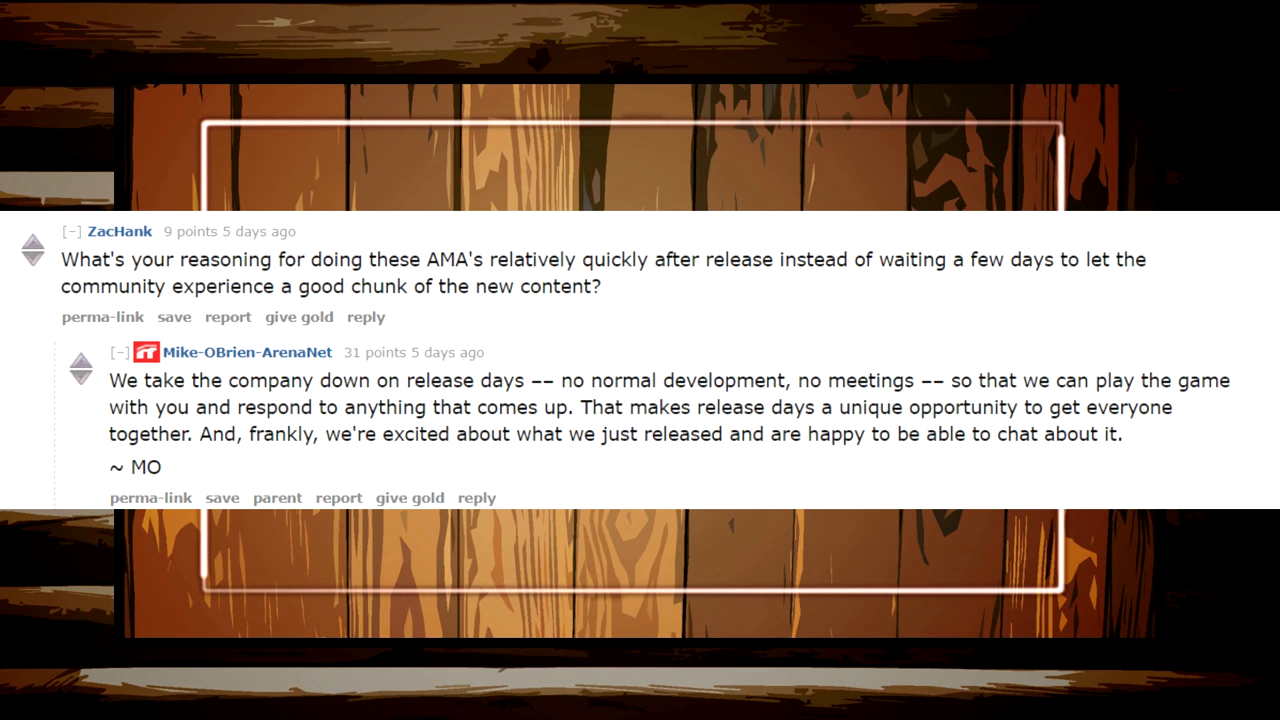 [–] ZacHank 9 points 5 days ago
What's your reasoning for doing these AMA's relatively quickly after release instead of waiting a few days to let the
community experience a good chunk of the new content?
perma-link save report give gold reply
[–] Mike-OBrien-ArenaNet 31 points 5 days ago
We take the company down on release days -- no normal development, no meetings -- so that we can play the game
with you and respond to anything that comes up. That makes release days a unique opportunity to get everyone
together. And, frankly, we're excited about what we just released and are happy to be able to chat about it.
~ MO
perma-link save parent report give gold reply